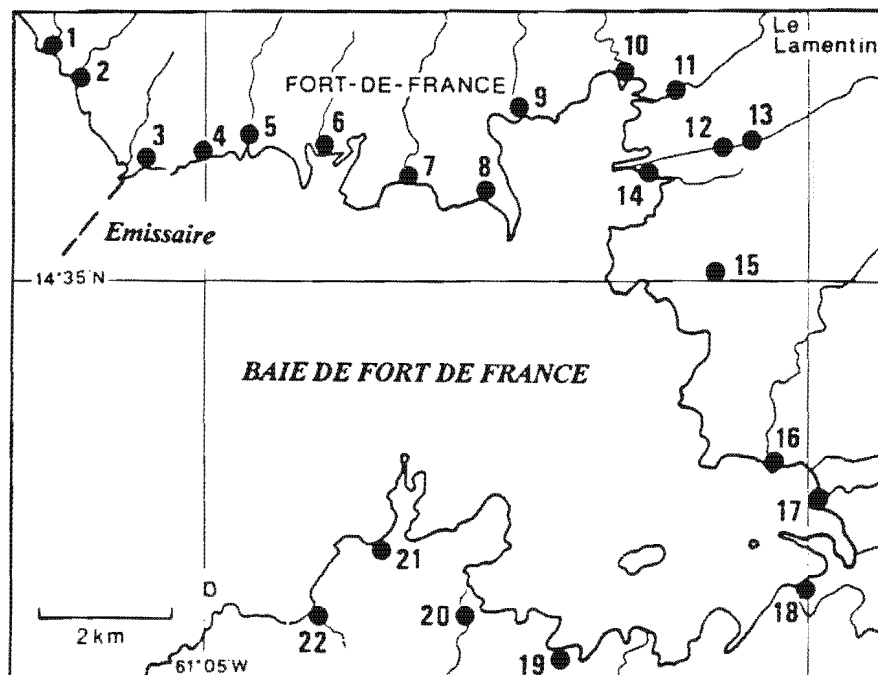 1
2
3
4
5
6
7
8
9
10
11
12
13
14
15
16
17
18
19
20
21
22
Le
Lamentin
FORT-DE-FRANCE
Emissaire
14°35'N
BAIE DE FORT DE FRANCE
D
2 km
61°05'W